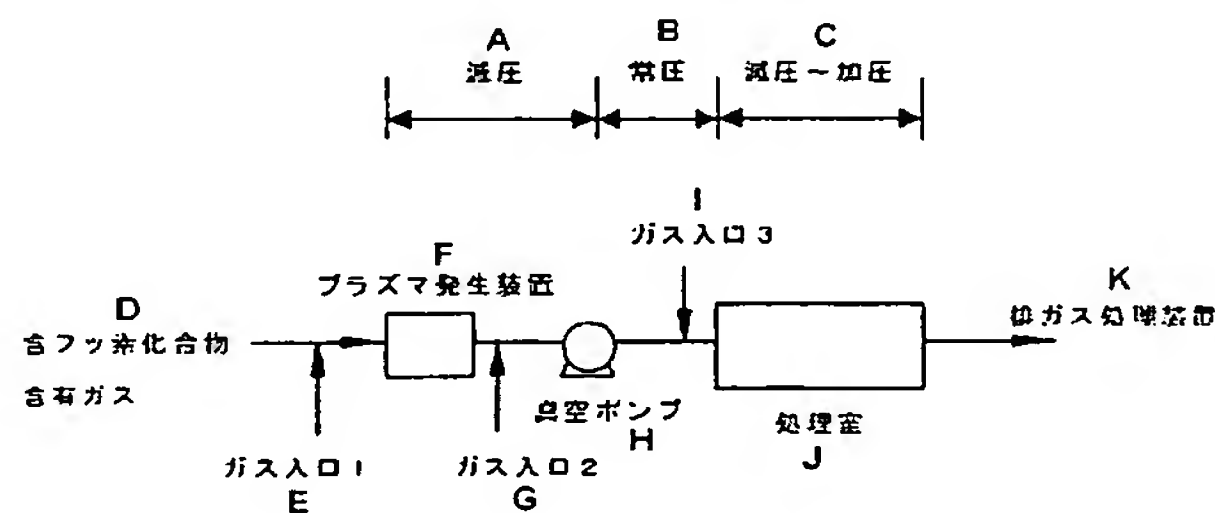 A
減圧
B
常圧
C
減圧～加圧
I
ガス入口3
F
プラズマ発生装置
D
含フッ素化合物
含有ガス
K
排ガス処理装置
真空ポンプ
H
処理室
J
ガス入口1
E
ガス入口2
G